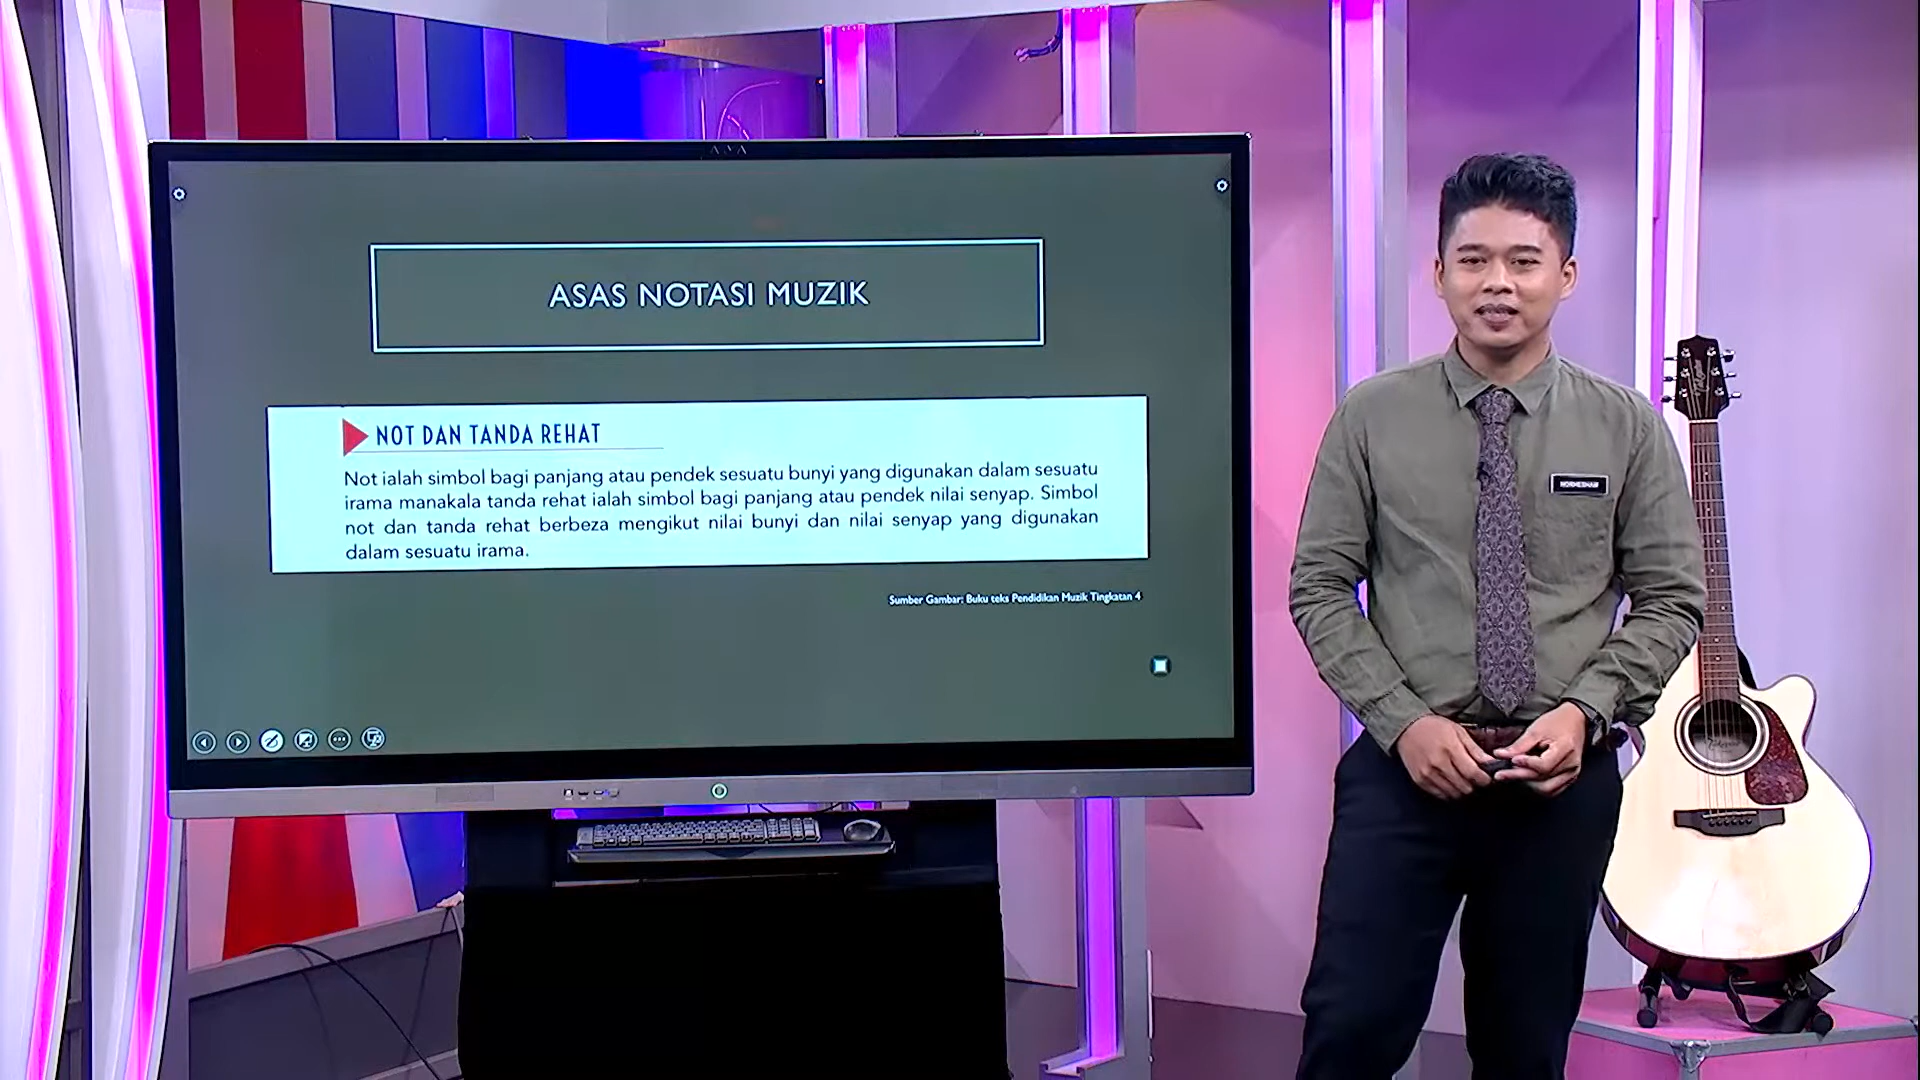 ASAS NOTASI MUZIK
NOT DAN TANDA REHAT
Not ialah simbol bagi panjang atau pendek sesuatu bunyi yang digunakan dalam sesuatu
irama manakala tanda rehat ialah simbol bagi panjang atau pendek nilai senyap. Simbol
not dan tanda rehat berbeza mengikut nilai bunyi dan nilai senyap yang digunakan
dalam sesuatu irama.
Sumber Gambar: Buku teks Pendidikan Muzik Tingkatan 4